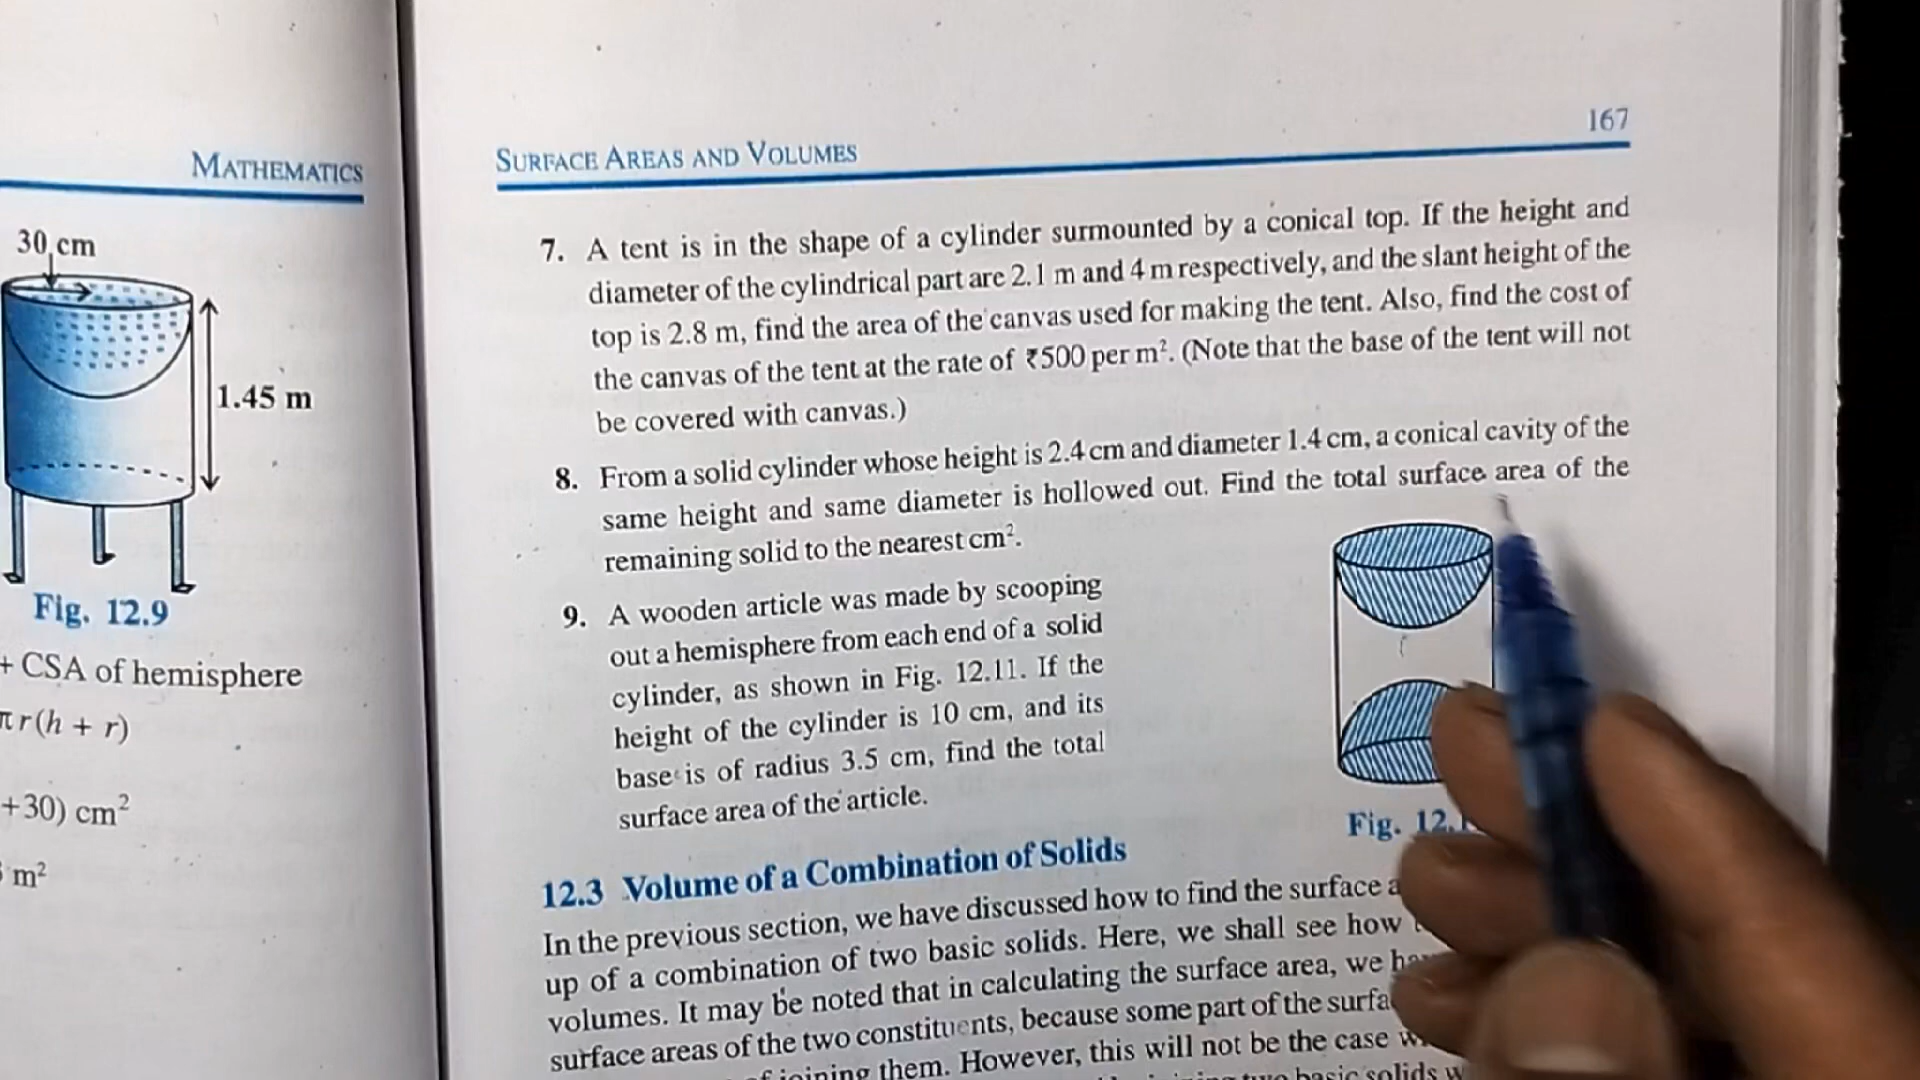 MATHEMATICS
30 cm
1.45 m
Fig. 12.9
+ CSA of hemisphere
πr(h + r)
+30) cm²
m²
SURFACE AREAS AND VOLUMES
167
7. A tent is in the shape of a cylinder surmounted by a conical top. If the height and
diameter of the cylindrical part are 2.1 m and 4 m respectively, and the slant height of the
top is 2.8 m, find the area of the canvas used for making the tent. Also, find the cost of
the canvas of the tent at the rate of ₹500 per m². (Note that the base of the tent will not
be covered with canvas.)
8. From a solid cylinder whose height is 2.4 cm and diameter 1.4 cm, a conical cavity of the
same height and same diameter is hollowed out. Find the total surface area of the
remaining solid to the nearest cm².
9. A wooden article was made by scooping
out a hemisphere from each end of a solid
cylinder, as shown in Fig. 12.11. If the
height of the cylinder is 10 cm, and its
base is of radius 3.5 cm, find the total
surface area of the article.
Fig. 12.
12.3 Volume of a Combination of Solids
In the previous section, we have discussed how to find the surface
up of a combination of two basic solids. Here, we shall see how
volumes. It may be noted that in calculating the surface area, we
surface areas of the two constituents, because some part of the
joining them. However, this will not be the case
basic solids